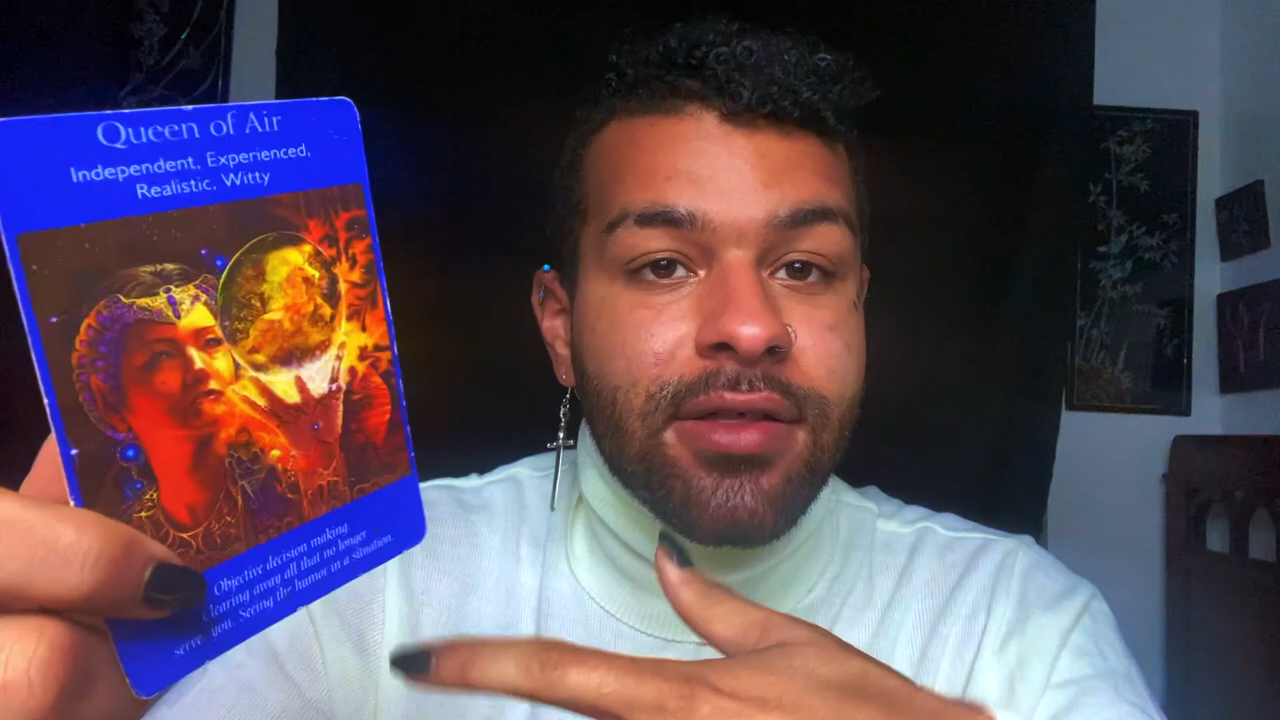 Queen of Air
Independent, Experienced,
Realistic, Witty
Objective decision making
Clearing away all that no longer
serve you. Seeing the humor in a situation.